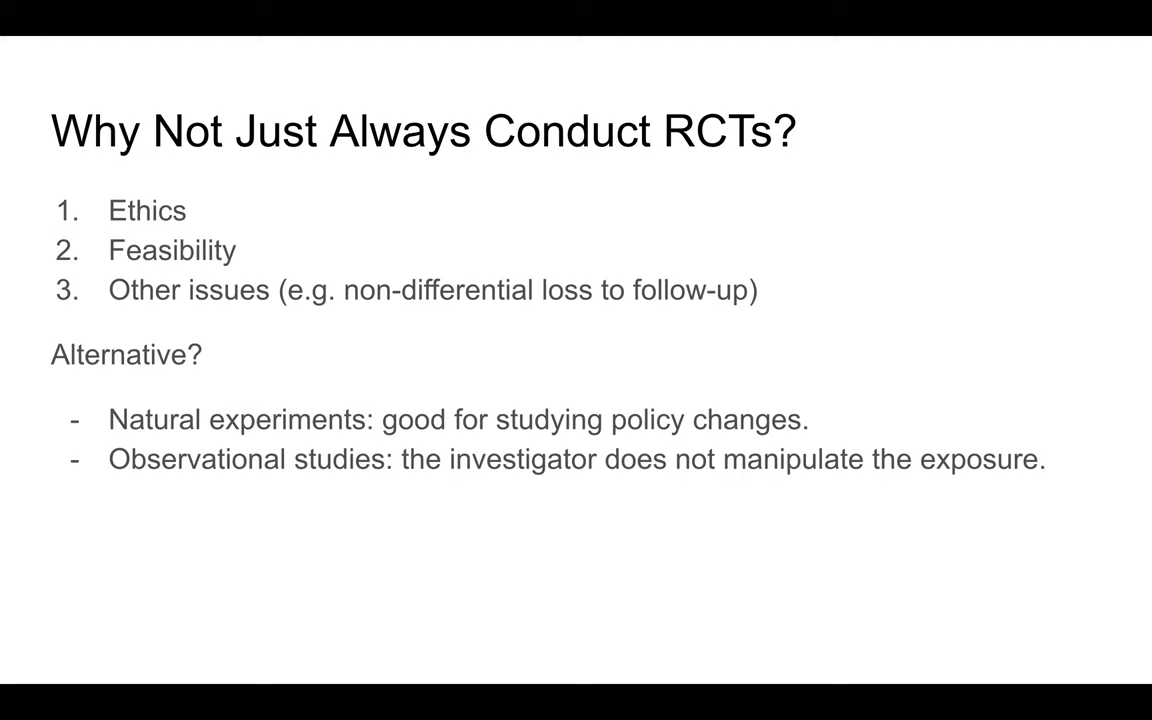 Why Not Just Always Conduct RCTs?
1. Ethics
2. Feasibility
3. Other issues (e.g. non-differential loss to follow-up)
Alternative?
- Natural experiments: good for studying policy changes.
- Observational studies: the investigator does not manipulate the exposure.